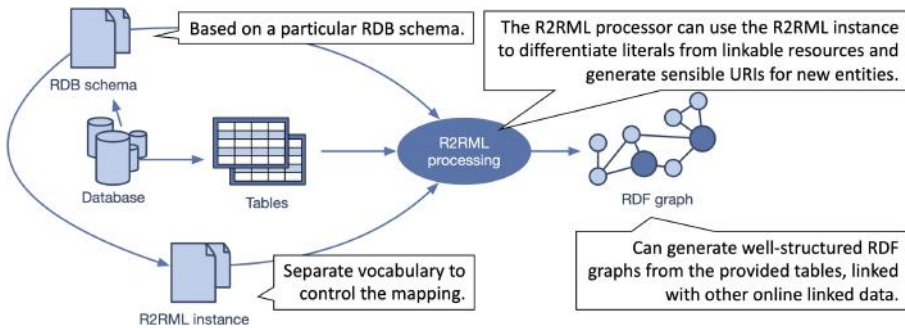 Based on a particular RDB schema.
The R2RML processor can use the R2RML instance
to differentiate literals from linkable resources and
generate sensible URIs for new entities.
RDB schema
R2RML
processing
Database
Tables
RDF graph
Separate vocabulary to
control the mapping.
Can generate well-structured RDF
graphs from the provided tables, linked
with other online linked data.
R2RML instance